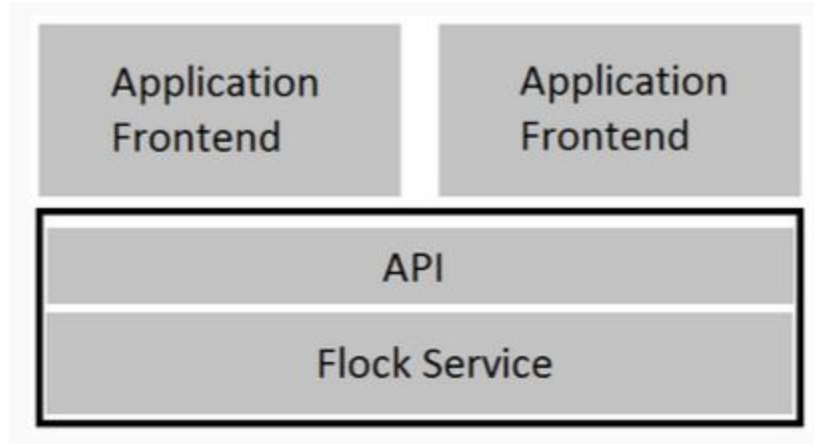 Application
Frontend
Application
Frontend
API
Flock Service